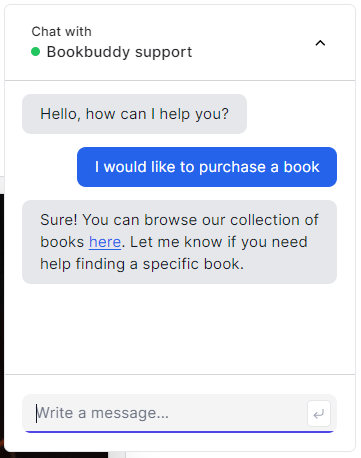 Chat with
Bookbuddy support
Hello, how can I help you?
I would like to purchase a book
Sure! You can browse our collection of
books here. Let me know if you need
help finding a specific book.
Write a message...